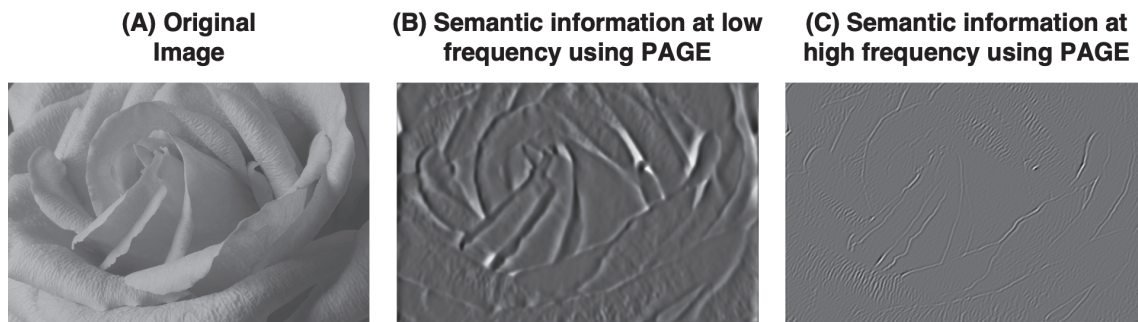 (A) Original
Image
(B) Semantic information at low
frequency using PAGE
(C) Semantic information at
high frequency using PAGE